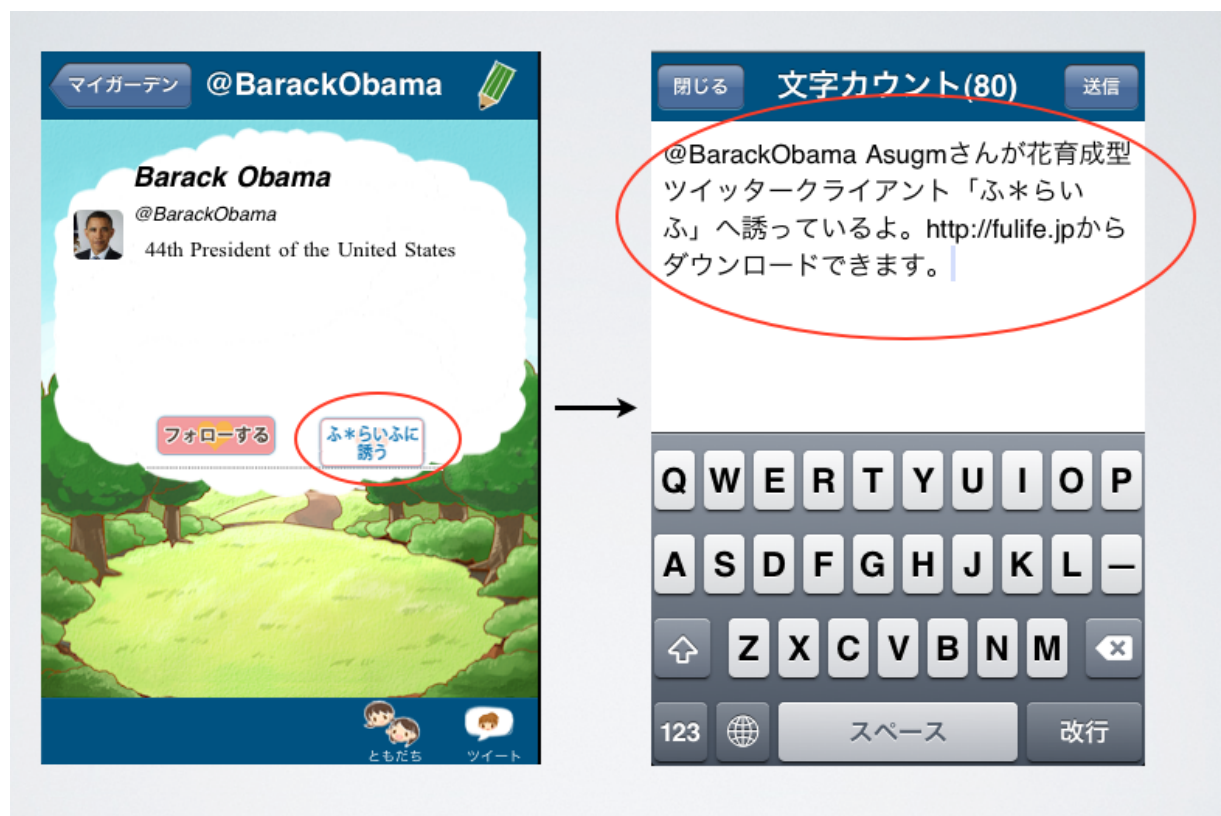 マイガーデン
@BarackObama
Barack Obama
@BarackObama
44th President of the United States
フォローする
ふ＊らいふに
誘う
ともだち
ツイート
閉じる
文字カウント(80)
送信
@BarackObama Asugmさんが花育成型
ツイッタークライアント「ふ＊らい
ふ」へ誘っているよ。http://fulife.jpから
ダウンロードできます。
Q W E R T Y U I O P
A S D F G H J K L ー
Z X C V B N M
123 スペース 改行